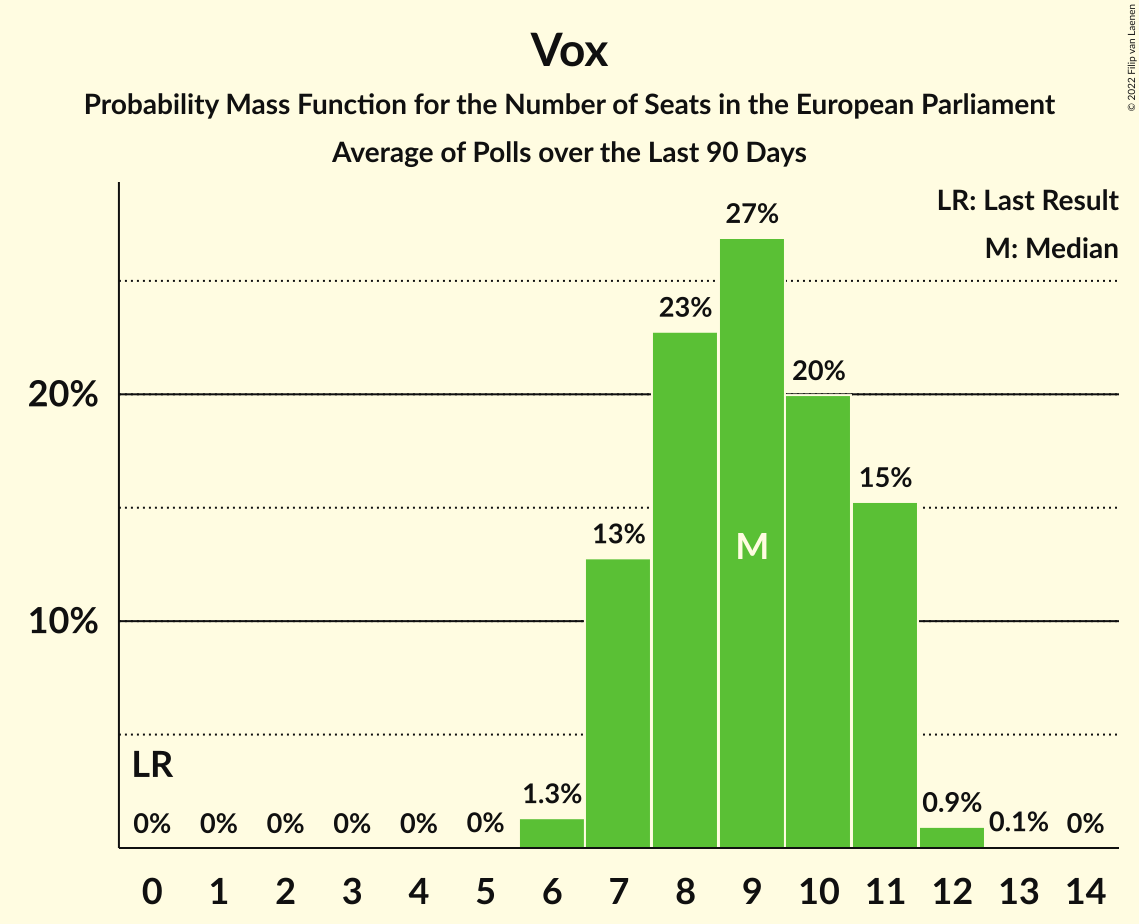 Vox
Probability Mass Function for the Number of Seats in the European Parliament
Average of Polls over the Last 90 Days
© 2022 Filip van Laenen
LR: Last Result
M: Median
27%
23%
20%
20%
15%
13%
M
10%
LR
0% 0% 0% 0% 0% 0% 1.3% 0.9% 0.1% 0%
0 1 2 3 4 5 6 7 8 9 10 11 12 13 14